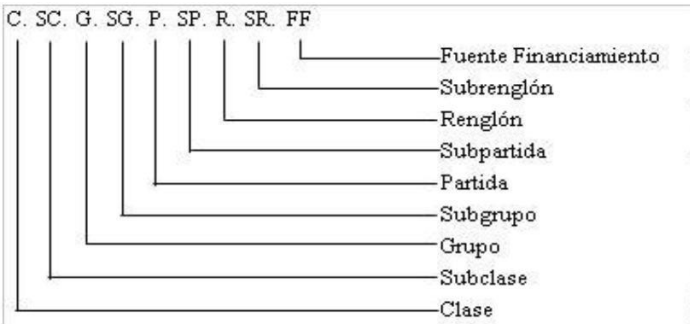 C. SC. G. SG. P. SP. R. SR. FF
Fuente Financiamiento
Subrenglón
Renglón
Subpartida
Partida
Subgrupo
Grupo
Subclase
Clase